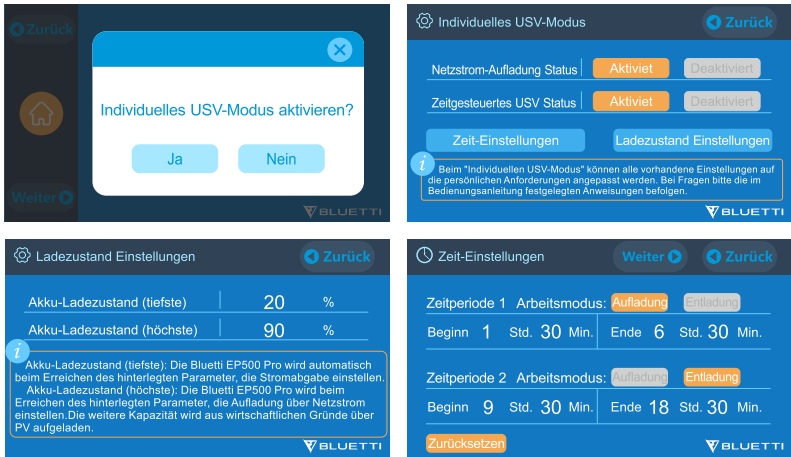 Zurück
Individuelles USV-Modus aktivieren?
Ja Nein
Weiter
BLUETTI
Individuelles USV-Modus Zurück
Netzstrom-Aufladung Status Aktiviet Deaktiviert
Zeitgesteuertes USV Status Aktiviet Deaktiviert
Zeit-Einstellungen Ladezustand Einstellungen
i Beim "Individuellen USV-Modus" können alle vorhandene Einstellungen auf
die persönlichen Anforderungen angepasst werden. Bei Fragen bitte die im
Bedienungsanleitung festgelegten Anweisungen befolgen.
BLUETTI
Ladezustand Einstellungen Zurück
Akku-Ladezustand (tiefste) 20 %
Akku-Ladezustand (höchste) 90 %
i
Akku-Ladezustand (tiefste): Die Bluetti EP500 Pro wird automatisch
beim Erreichen des hinterlegten Parameter, die Stromabgabe einstellen.
Akku-Ladezustand (höchste): Die Bluetti EP500 Pro wird beim
Erreichen des hinterlegten Parameter, die Aufladung über Netzstrom
einstellen.Die weitere Kapazität wird aus wirtschaftlichen Gründe über
PV aufgeladen.
BLUETTI
Zeit-Einstellungen Weiter Zurück
Zeitperiode 1 Arbeitsmodus: Aufladung Entladung
Beginn 1 Std. 30 Min. Ende 6 Std. 30 Min.
Zeitperiode 2 Arbeitsmodus: Aufladung Entladung
Beginn 9 Std. 30 Min. Ende 18 Std. 30 Min.
Zurücksetzen
BLUETTI